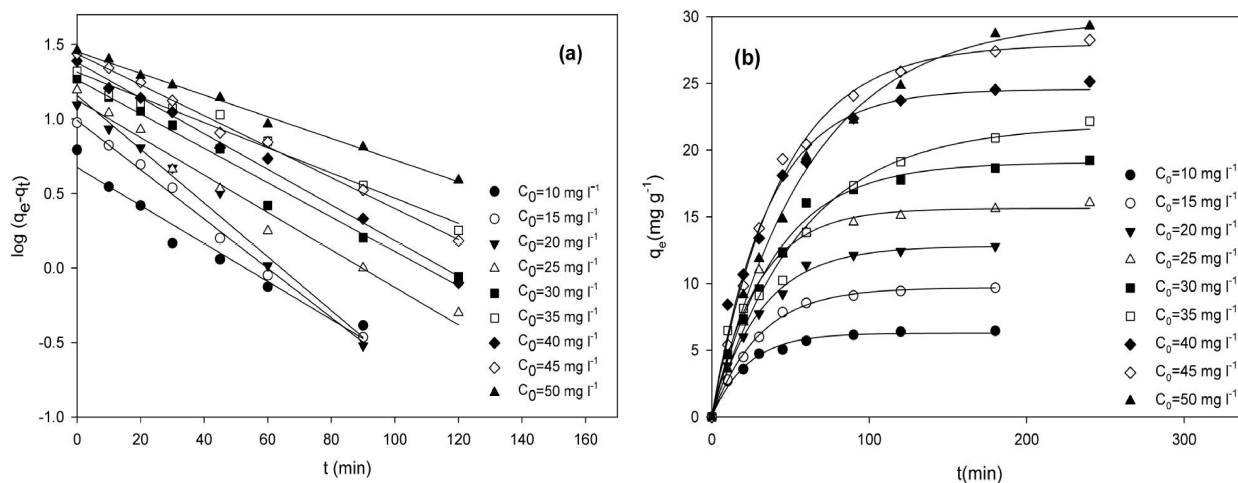 (a)
log (qe-qt)
1.5
1.0
0.5
0.0
-0.5
-1.0
0 20 40 60 80 100 120 140 160
t (min)
C0=10 mg l-1
C0=15 mg l-1
C0=20 mg l-1
C0=25 mg l-1
C0=30 mg l-1
C0=35 mg l-1
C0=40 mg l-1
C0=45 mg l-1
C0=50 mg l-1
(b)
qe(mg g-1)
30
25
20
15
10
5
0
0 100 200 300
t(min)
C0=10 mg l-1
C0=15 mg l-1
C0=20 mg l-1
C0=25 mg l-1
C0=30 mg l-1
C0=35 mg l-1
C0=40 mg l-1
C0=45 mg l-1
C0=50 mg l-1